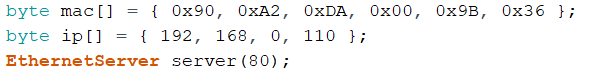 byte mac[] = { 0x90, 0xA2, 0xDA, 0x00, 0x9B, 0x36 };
byte ip[] = { 192, 168, 0, 110 };
EthernetServer server(80);